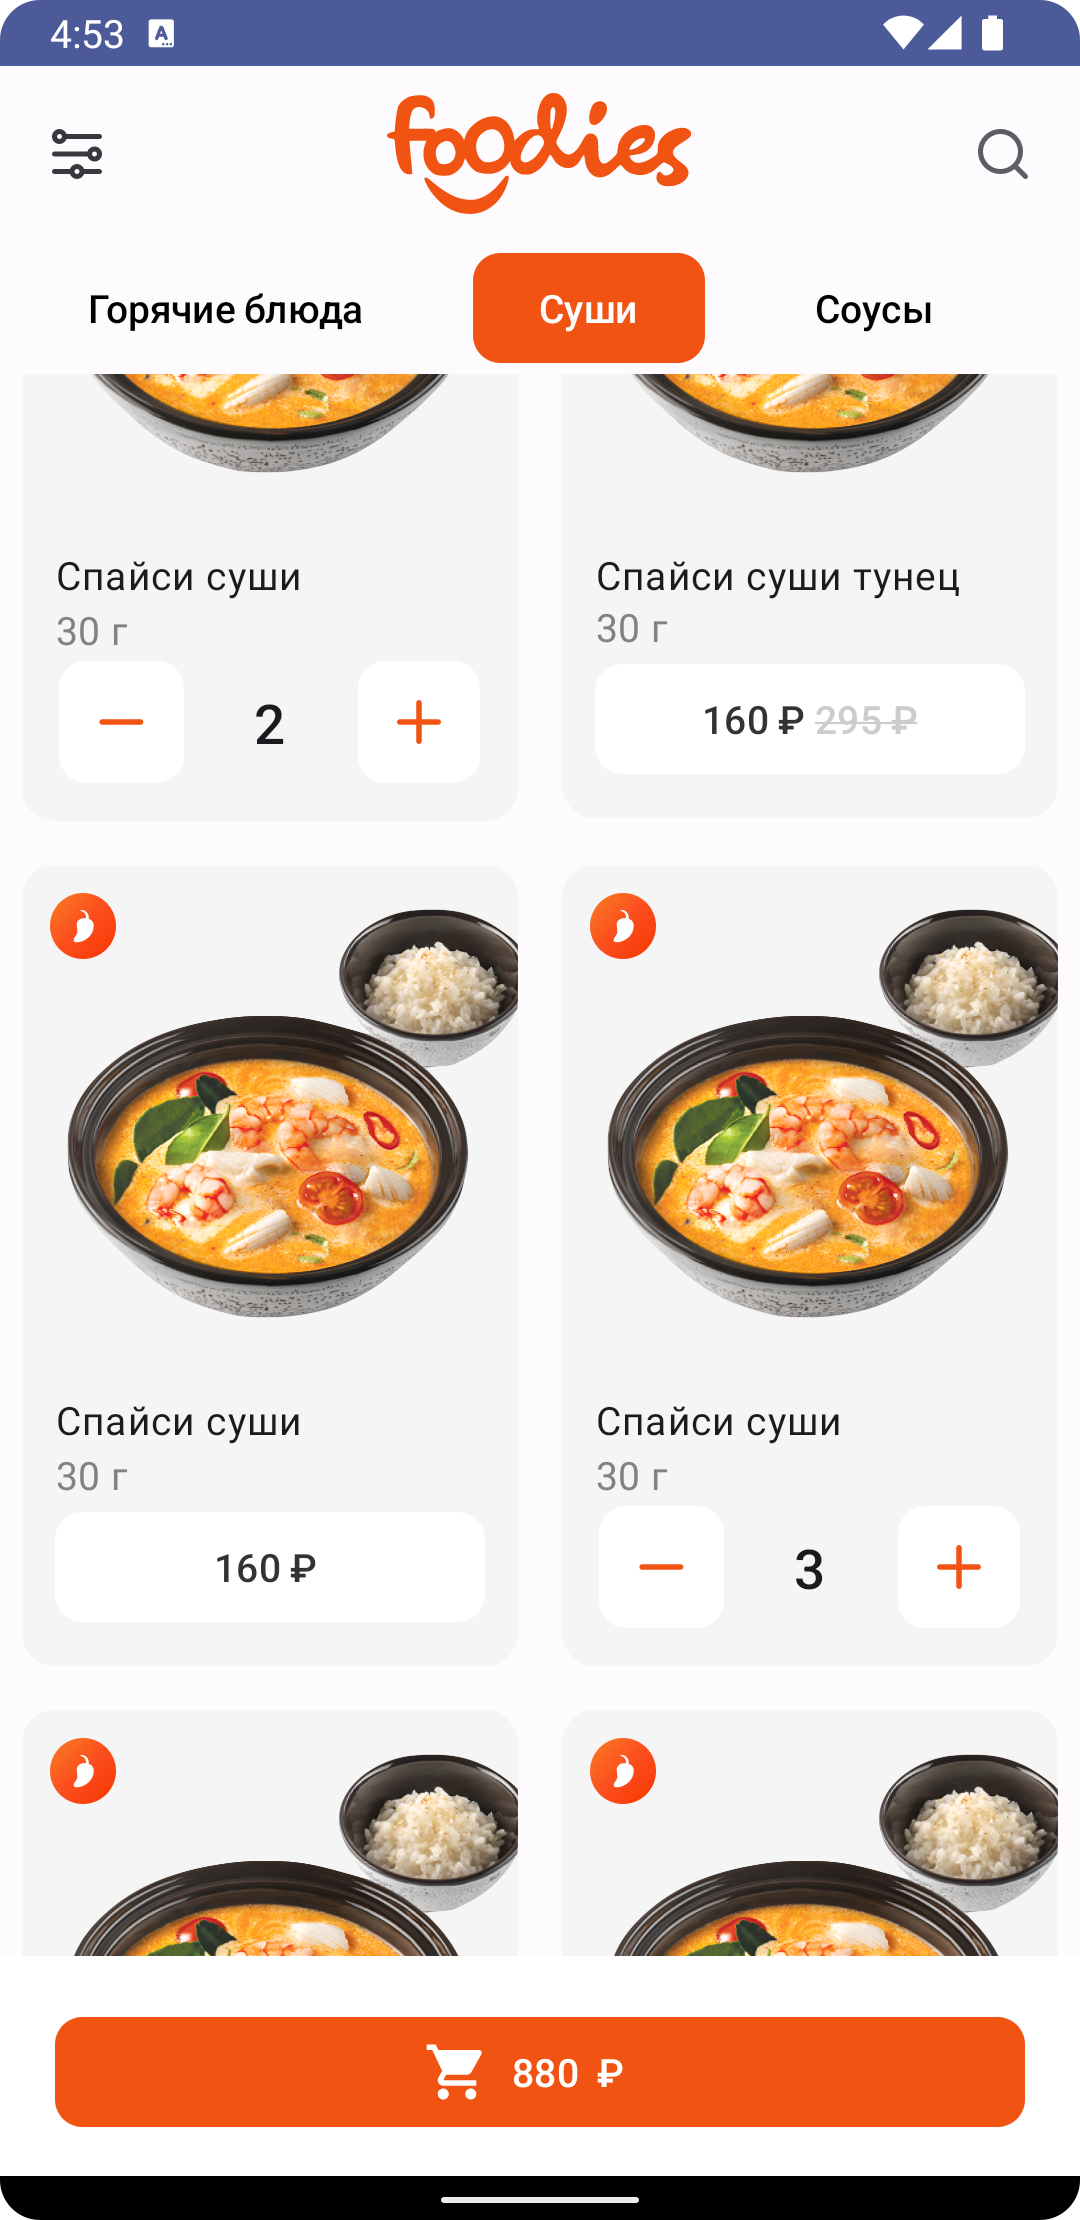 4:53 A
foodies
Горячие блюда Суши Соусы
Спайси суши Спайси суши тунец
30 г 30 г
2 160 ₽ 295 ₽
Спайси суши Спайси суши
30 г 30 г
160 ₽ 3
880 ₽